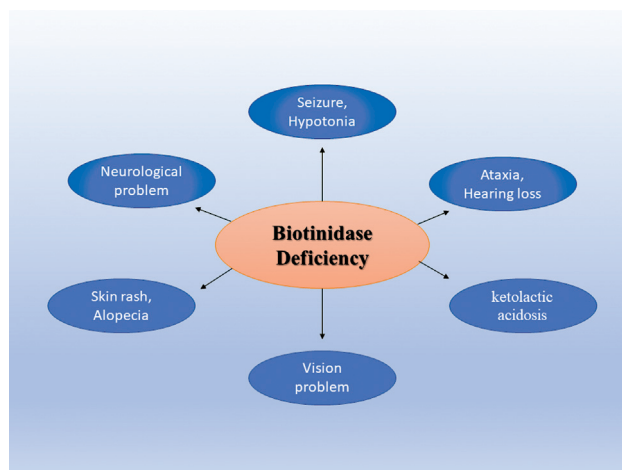 Seizure,
Hypotonia
Neurological
problem
Ataxia,
Hearing loss
Biotinidase
Deficiency
Skin rash,
Alopecia
ketolactic
acidosis
Vision
problem